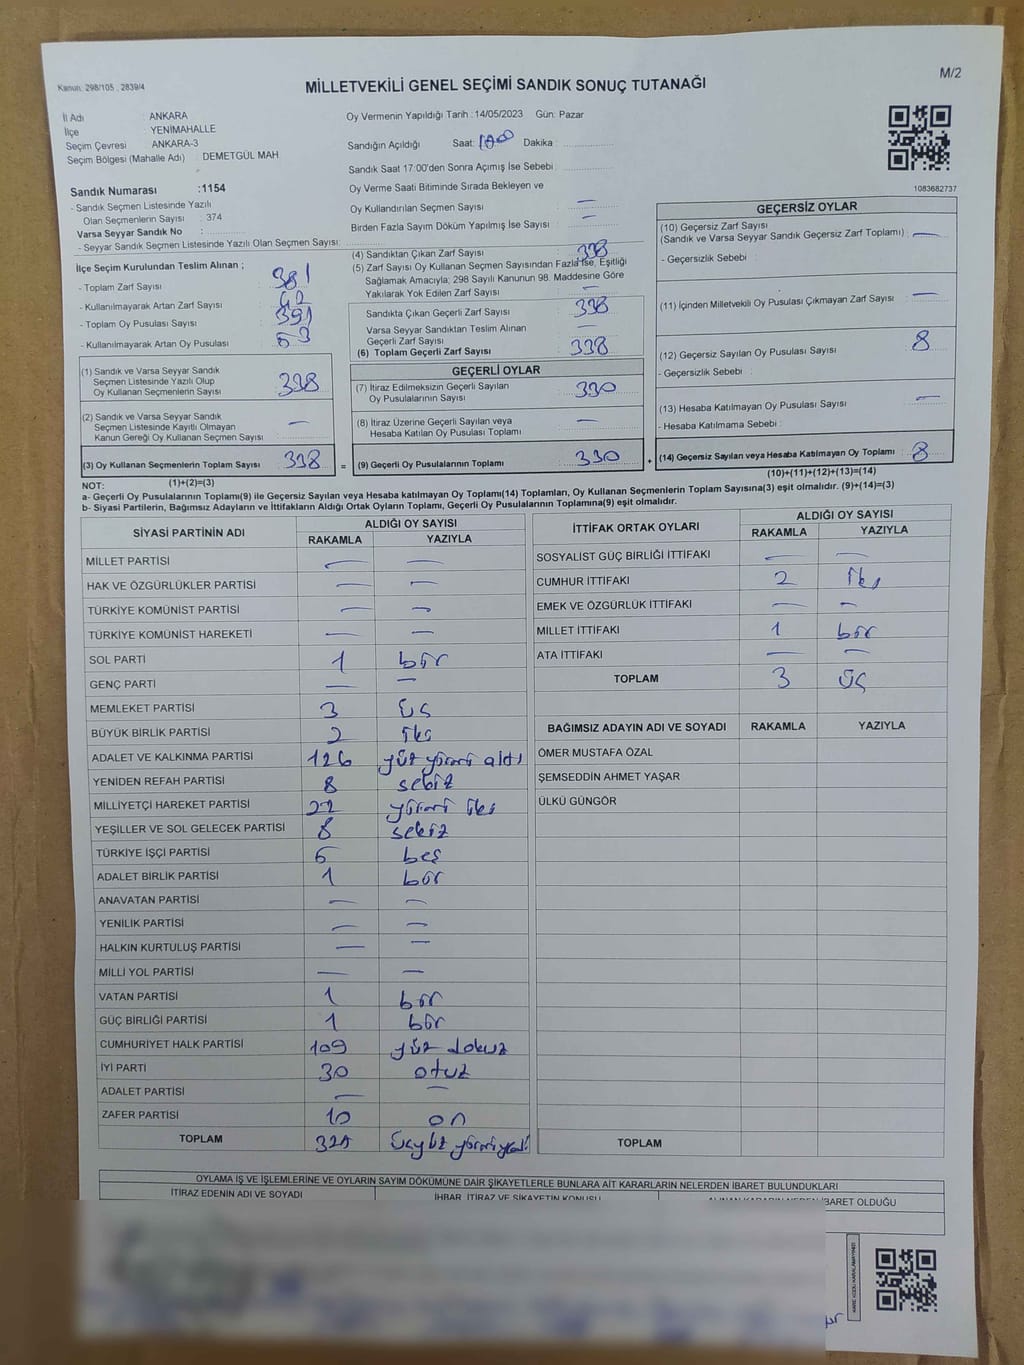 Kanun. 298/105 , 2839/4
M/2
MİLLETVEKİLİ GENEL SEÇİMİ SANDIK SONUÇ TUTANAĞI
İl Adı : ANKARA
İlçe : YENİMAHALLE
Seçim Çevresi : ANKARA-3
Seçim Bölgesi (Mahalle Adı) : DEMETGÜL MAH
Sandık Numarası :1154
- Sandık Seçmen Listesinde Yazılı
Olan Seçmenlerin Sayısı : 374
Varsa Seyyar Sandık No :
- Seyyar Sandık Seçmen Listesinde Yazılı Olan Seçmen Sayısı:
İlçe Seçim Kurulundan Teslim Alınan ;
- Toplam Zarf Sayısı : 381
- Kullanılmayarak Artan Zarf Sayısı :
- Toplam Oy Pusulası Sayısı : 391
- Kullanılmayarak Artan Oy Pusulası : 53
Oy Vermenin Yapıldığı Tarih : 14/05/2023 Gün: Pazar
Sandığın Açıldığı Saat: Dakika :
Sandık Saat 17:00'den Sonra Açımış İse Sebebi :
Oy Verme Saati Bitiminde Sırada Bekleyen ve
Oy Kullandırılan Seçmen Sayısı : —
Birden Fazla Sayım Döküm Yapılmış İse Sayısı : —
(4) Sandıktan Çıkan Zarf Sayısı : 338
(5) Zarf Sayısı Oy Kullanan Seçmen Sayısından Fazla İse, Eşitliği
Sağlamak Amacıyla; 298 Sayılı Kanunun 98. Maddesine Göre
Yakılarak Yok Edilen Zarf Sayısı : —
Sandıkta Çıkan Geçerli Zarf Sayısı : 338
Varsa Seyyar Sandıktan Teslim Alınan
Geçerli Zarf Sayısı : —
(6) Toplam Geçerli Zarf Sayısı : 338
1083682737
GEÇERSİZ OYLAR
(10) Geçersiz Zarf Sayısı
(Sandık ve Varsa Seyyar Sandık Geçersiz Zarf Toplamı) : —
- Geçersizlik Sebebi :
(11) İçinden Milletvekili Oy Pusulası Çıkmayan Zarf Sayısı : —
(12) Geçersiz Sayılan Oy Pusulası Sayısı : 8
- Geçersizlik Sebebi :
(13) Hesaba Katılmayan Oy Pusulası Sayısı : —
- Hesaba Katılmama Sebebi :
(14) Geçersiz Sayılan veya Hesaba Katılmayan Oy Toplamı : 8
(10)+(11)+(12)+(13)=(14)
(1) Sandık ve Varsa Seyyar Sandık
Seçmen Listesinde Yazılı Olup
Oy Kullanan Seçmenlerin Sayısı : 338
(2) Sandık ve Varsa Seyyar Sandık
Seçmen Listesinde Kayıtlı Olmayan
Kanun Gereği Oy Kullanan Seçmen Sayısı : —
(3) Oy Kullanan Seçmenlerin Toplam Sayısı : 338 =
(1)+(2)=(3)
GEÇERLİ OYLAR
(7) İtiraz Edilmeksizin Geçerli Sayılan
Oy Pusulalarının Sayısı : 330
(8) İtiraz Üzerine Geçerli Sayılan veya
Hesaba Katılan Oy Pusulası Toplamı : —
(9) Geçerli Oy Pusulalarının Toplamı : 330 +
NOT:
a- Geçerli Oy Pusulalarının Toplamı(9) ile Geçersiz Sayılan veya Hesaba katılmayan Oy Toplamı(14) Toplamları, Oy Kullanan Seçmenlerin Toplam Sayısına(3) eşit olmalıdır. (9)+(14)=(3)
b- Siyasi Partilerin, Bağımsız Adayların ve İttifakların Aldığı Ortak Oyların Toplamı, Geçerli Oy Pusulalarının Toplamına(9) eşit olmalıdır.
SİYASİ PARTİNİN ADI ALDIĞI OY SAYISI
RAKAMLA YAZIYLA
MİLLET PARTİSİ — —
HAK VE ÖZGÜRLÜKLER PARTİSİ — —
TÜRKİYE KOMÜNİST PARTİSİ — —
TÜRKİYE KOMÜNİST HAREKETİ — —
SOL PARTİ 1 bir
GENÇ PARTİ — —
MEMLEKET PARTİSİ 3 üç
BÜYÜK BİRLİK PARTİSİ 2 iki
ADALET VE KALKINMA PARTİSİ 126 yüz yirmi altı
YENİDEN REFAH PARTİSİ 8 sekiz
MİLLİYETÇİ HAREKET PARTİSİ 22 yirmi iki
YEŞİLLER VE SOL GELECEK PARTİSİ 8 sekiz
TÜRKİYE İŞÇİ PARTİSİ 5 beş
ADALET BİRLİK PARTİSİ 1 bir
ANAVATAN PARTİSİ — —
YENİLİK PARTİSİ — —
HALKIN KURTULUŞ PARTİSİ — —
MİLLİ YOL PARTİSİ — —
VATAN PARTİSİ 1 bir
GÜÇ BİRLİĞİ PARTİSİ 1 bir
CUMHURİYET HALK PARTİSİ 109 yüz dokuz
İYİ PARTİ 30 otuz
ADALET PARTİSİ — —
ZAFER PARTİSİ 10 on
TOPLAM üçyüz yirmi yedi
İTTİFAK ORTAK OYLARI ALDIĞI OY SAYISI
RAKAMLA YAZIYLA
SOSYALİST GÜÇ BİRLİĞİ İTTİFAKI — —
CUMHUR İTTİFAKI 2 iki
EMEK VE ÖZGÜRLÜK İTTİFAKI — —
MİLLET İTTİFAKI 1 bir
ATA İTTİFAKI — —
TOPLAM 3 üç
BAĞIMSIZ ADAYIN ADI VE SOYADI RAKAMLA YAZIYLA
ÖMER MUSTAFA ÖZAL
ŞEMSEDDİN AHMET YAŞAR
ÜLKÜ GÜNGÖR
TOPLAM
OYLAMA İŞ VE İŞLEMLERİNE VE OYLARIN SAYIM DÖKÜMÜNE DAİR ŞİKAYETLERLE BUNLARA AİT KARARLARIN NELERDEN İBARET BULUNDUKLARI
İTİRAZ EDENİN ADI VE SOYADI İHBAR, İTİRAZ VE ŞİKAYETİN KONUSU ALINAN KARARIN NEDEN İBARET OLDUĞU
KARE KODU KARALAMAYINIZ!